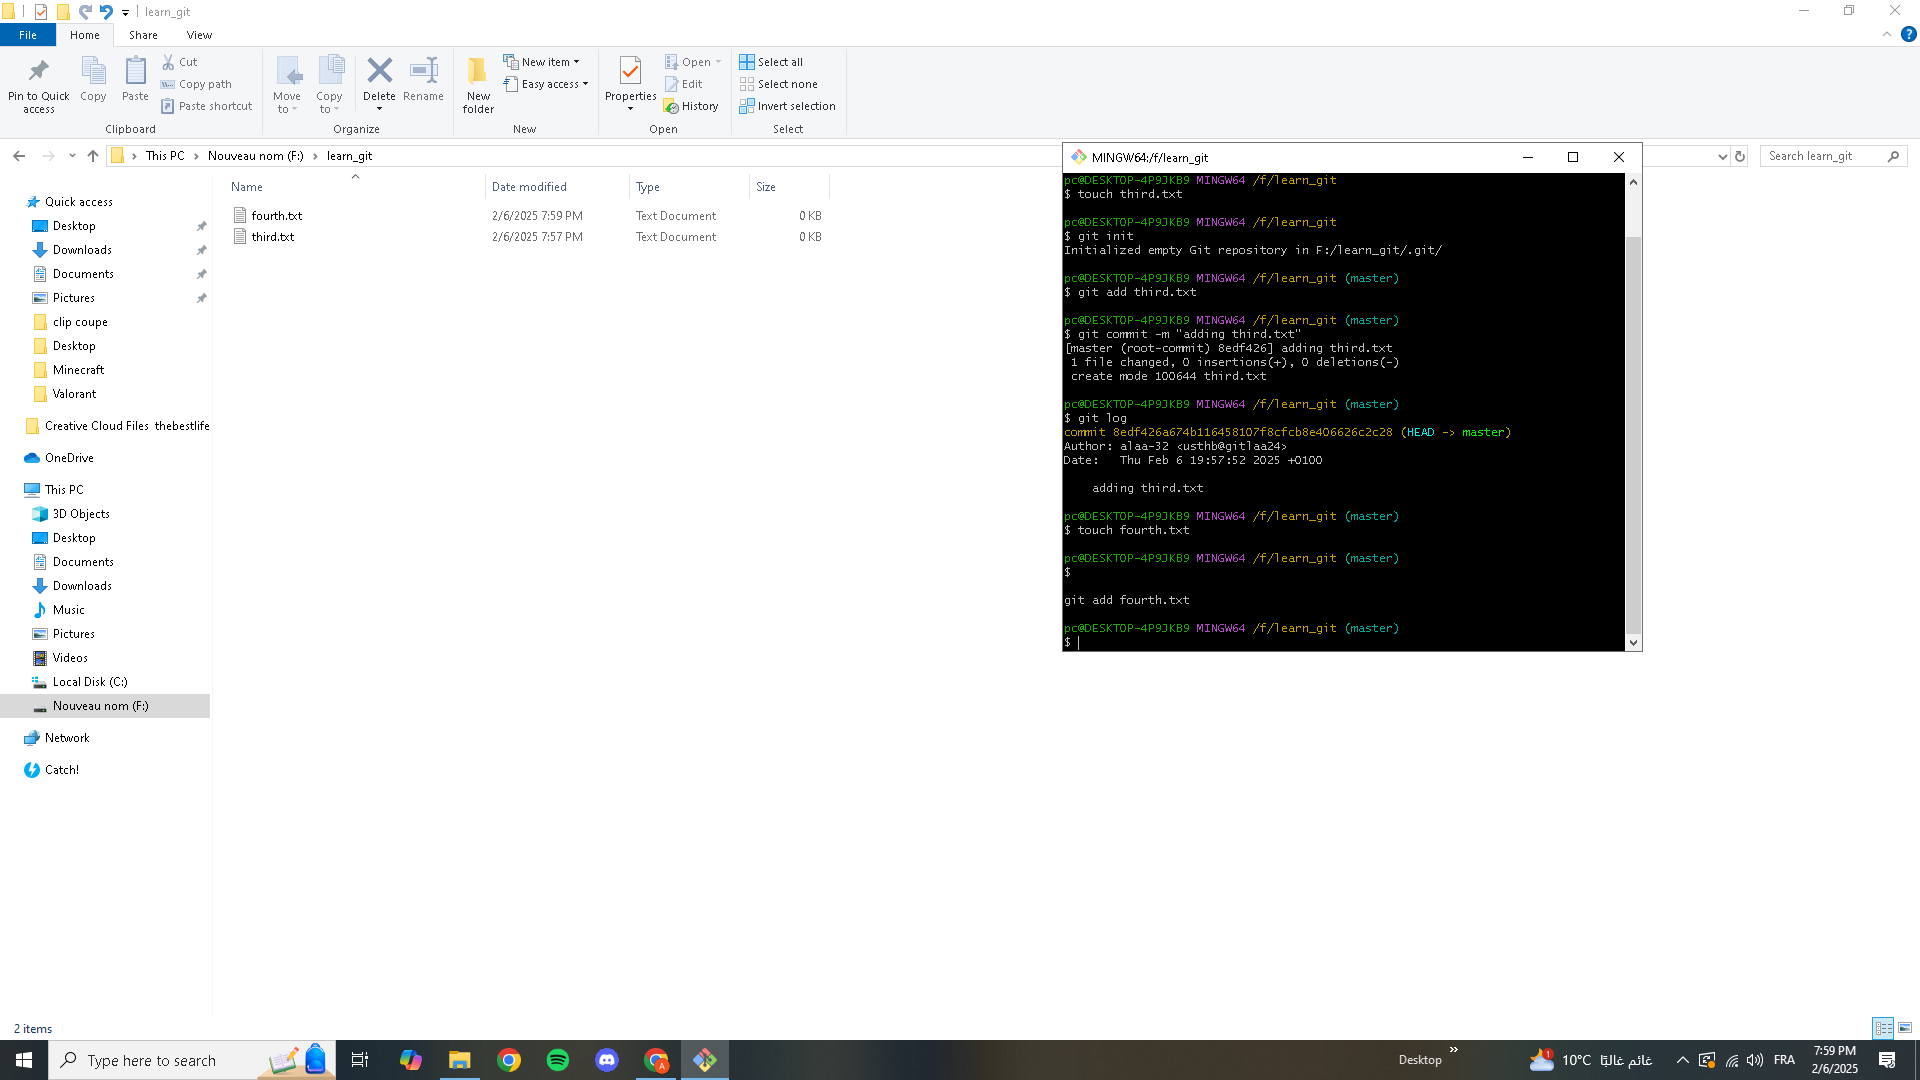 learn_git
File Home Share View
Pin to Quick access
Copy
Paste
Cut
Copy path
Paste shortcut
Clipboard
Move to
Copy to
Delete
Rename
Organize
New folder
New item
Easy access
New
Properties
Open
Edit
History
Open
Select all
Select none
Invert selection
Select
This PC > Nouveau nom (F:) > learn_git
Search learn_git
Quick access
Desktop
Downloads
Documents
Pictures
clip coupe
Desktop
Minecraft
Valorant
Creative Cloud Files thebestlife
OneDrive
This PC
3D Objects
Desktop
Documents
Downloads
Music
Pictures
Videos
Local Disk (C:)
Nouveau nom (F:)
Network
Catch!
Name Date modified Type Size
fourth.txt 2/6/2025 7:59 PM Text Document 0 KB
third.txt 2/6/2025 7:57 PM Text Document 0 KB
MINGW64:/f/learn_git
pc@DESKTOP-4P9JKB9 MINGW64 /f/learn_git
$ touch third.txt
pc@DESKTOP-4P9JKB9 MINGW64 /f/learn_git
$ git init
Initialized empty Git repository in F:/learn_git/.git/
pc@DESKTOP-4P9JKB9 MINGW64 /f/learn_git (master)
$ git add third.txt
pc@DESKTOP-4P9JKB9 MINGW64 /f/learn_git (master)
$ git commit -m "adding third.txt"
[master (root-commit) 8edf426] adding third.txt
1 file changed, 0 insertions(+), 0 deletions(-)
create mode 100644 third.txt
pc@DESKTOP-4P9JKB9 MINGW64 /f/learn_git (master)
$ git log
commit 8edf426a674b116458107f8cfcb8e406626c2c28 (HEAD -> master)
Author: alaa-32 <usthb@gitlaa24>
Date: Thu Feb 6 19:57:52 2025 +0100
adding third.txt
pc@DESKTOP-4P9JKB9 MINGW64 /f/learn_git (master)
$ touch fourth.txt
pc@DESKTOP-4P9JKB9 MINGW64 /f/learn_git (master)
$
git add fourth.txt
pc@DESKTOP-4P9JKB9 MINGW64 /f/learn_git (master)
$
2 items
Type here to search
Desktop
1
10°C غائم غالبًا
FRA
7:59 PM
2/6/2025